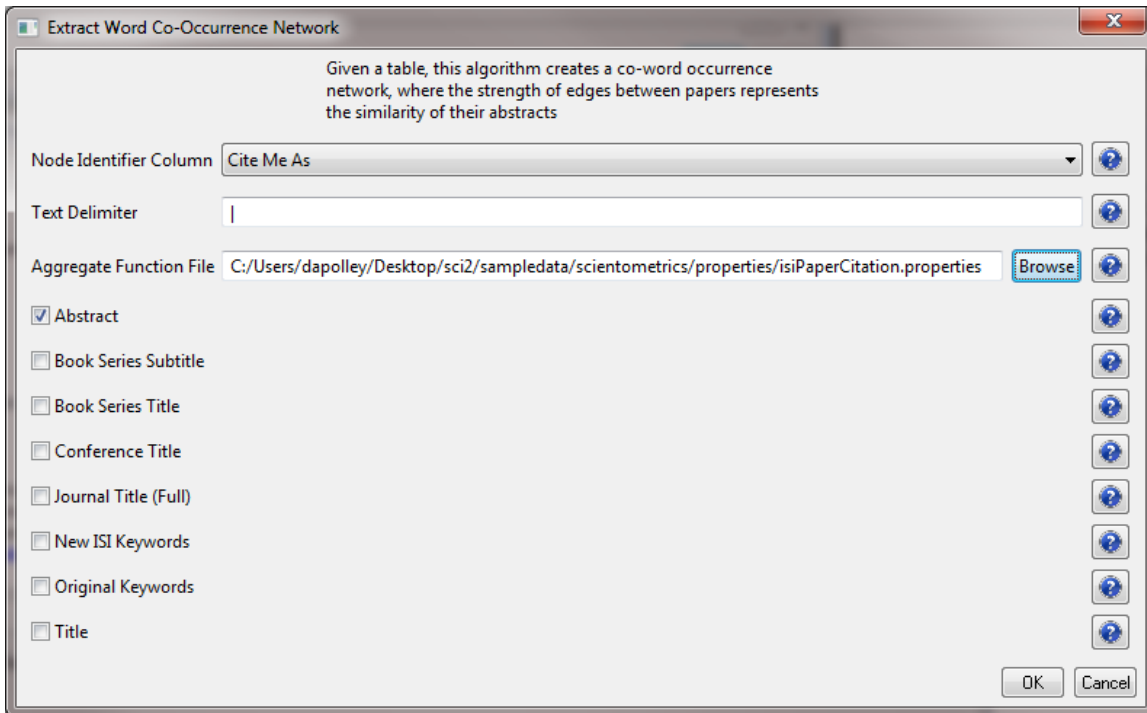 Extract Word Co-Occurrence Network
Given a table, this algorithm creates a co-word occurrence
network, where the strength of edges between papers represents
the similarity of their abstracts
Node Identifier Column Cite Me As
Text Delimiter |
Aggregate Function File C:/Users/dapolley/Desktop/sci2/sampledata/scientometrics/properties/isiPaperCitation.properties Browse
Abstract
Book Series Subtitle
Book Series Title
Conference Title
Journal Title (Full)
New ISI Keywords
Original Keywords
Title
OK Cancel